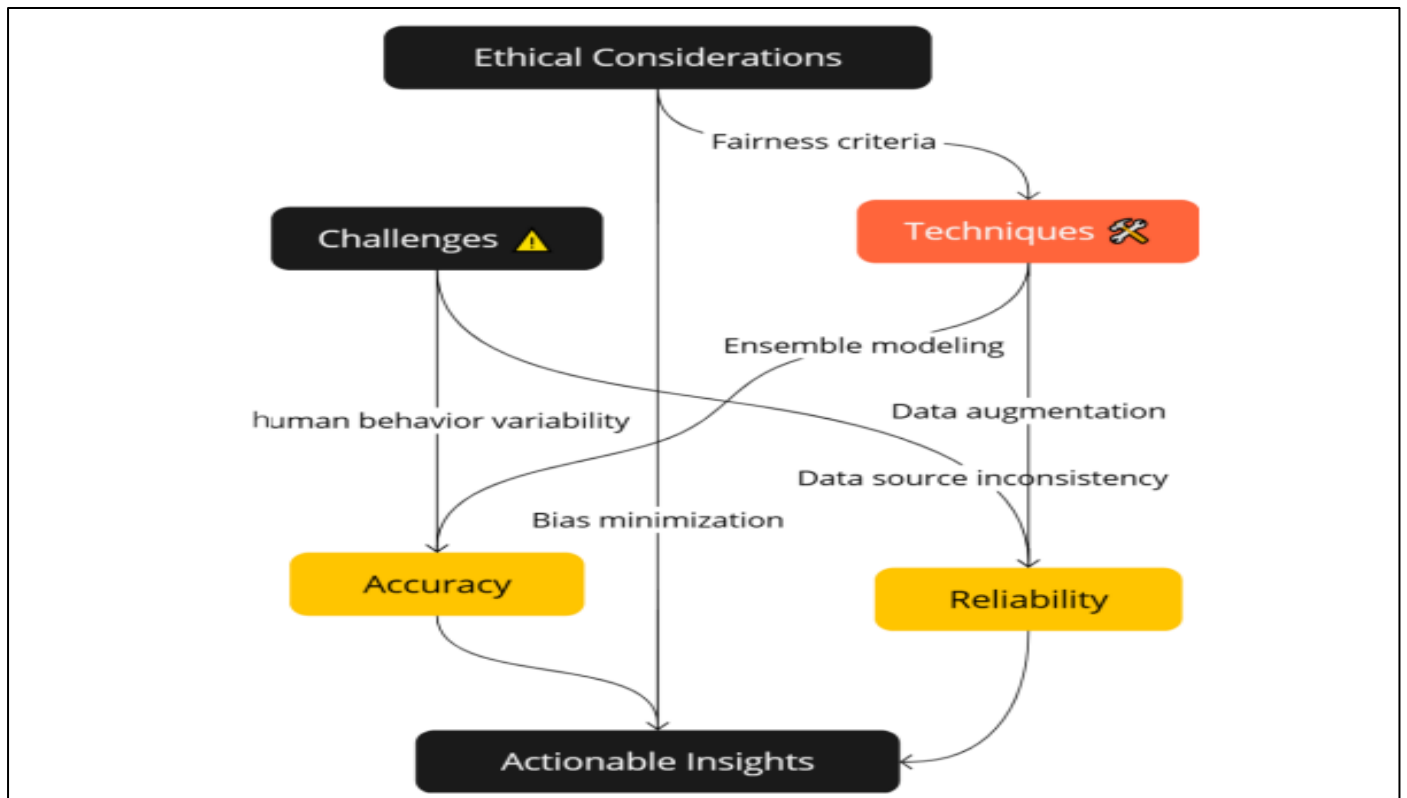 Ethical Considerations
Fairness criteria
Challenges ⚠️
Techniques 🛠️
Ensemble modeling
human behavior variability
Data augmentation
Data source inconsistency
Bias minimization
Accuracy
Reliability
Actionable Insights